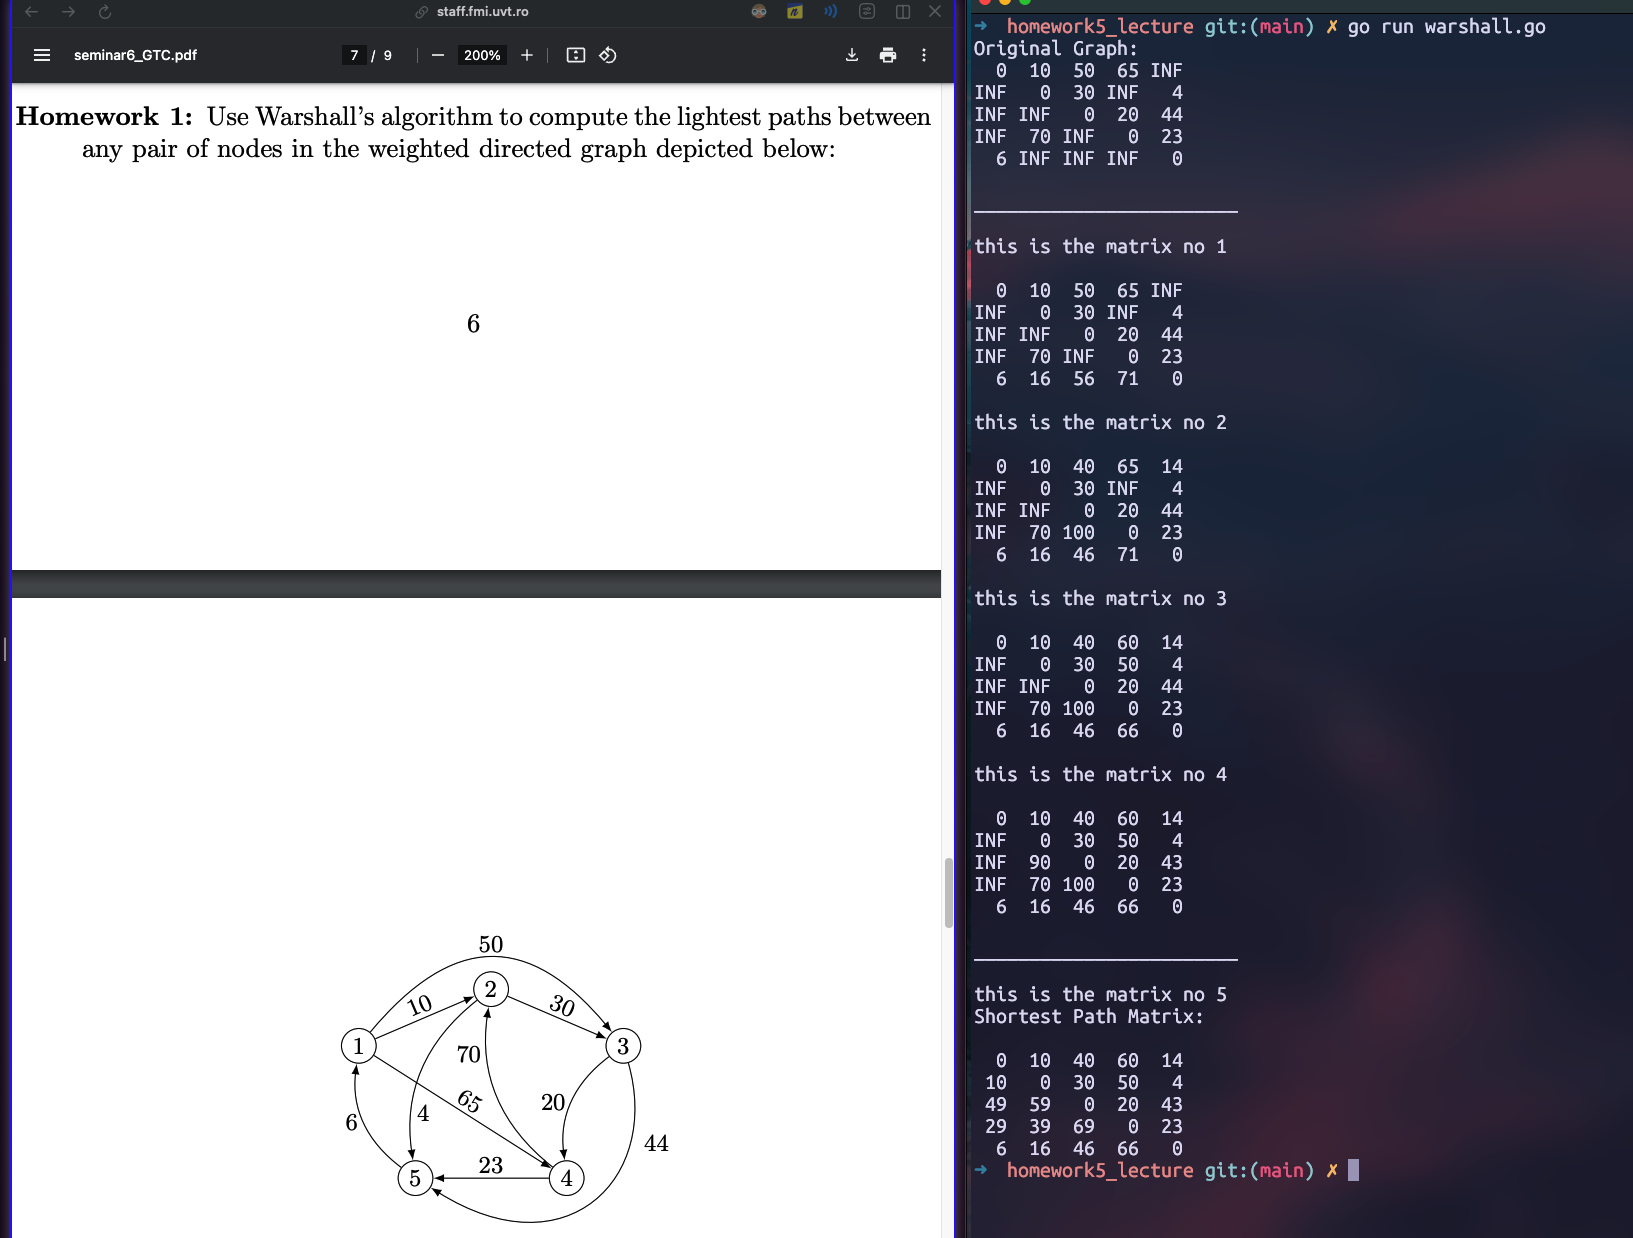 staff.fmi.uvt.ro
seminar6_GTC.pdf
7 / 9
200%
Homework 1: Use Warshall's algorithm to compute the lightest paths between
any pair of nodes in the weighted directed graph depicted below:
6
50
10
2
30
1
70
3
65
20
4
6
44
23
5
4
➜ homework5_lecture git:(main) ✗ go run warshall.go
Original Graph:
0 10 50 65 INF
INF 0 30 INF 4
INF INF 0 20 44
INF 70 INF 0 23
6 INF INF INF 0
________________________
this is the matrix no 1
0 10 50 65 INF
INF 0 30 INF 4
INF INF 0 20 44
INF 70 INF 0 23
6 16 56 71 0
this is the matrix no 2
0 10 40 65 14
INF 0 30 INF 4
INF INF 0 20 44
INF 70 100 0 23
6 16 46 71 0
this is the matrix no 3
0 10 40 60 14
INF 0 30 50 4
INF INF 0 20 44
INF 70 100 0 23
6 16 46 66 0
this is the matrix no 4
0 10 40 60 14
INF 0 30 50 4
INF 90 0 20 43
INF 70 100 0 23
6 16 46 66 0
________________________
this is the matrix no 5
Shortest Path Matrix:
0 10 40 60 14
10 0 30 50 4
49 59 0 20 43
29 39 69 0 23
6 16 46 66 0
➜ homework5_lecture git:(main) ✗